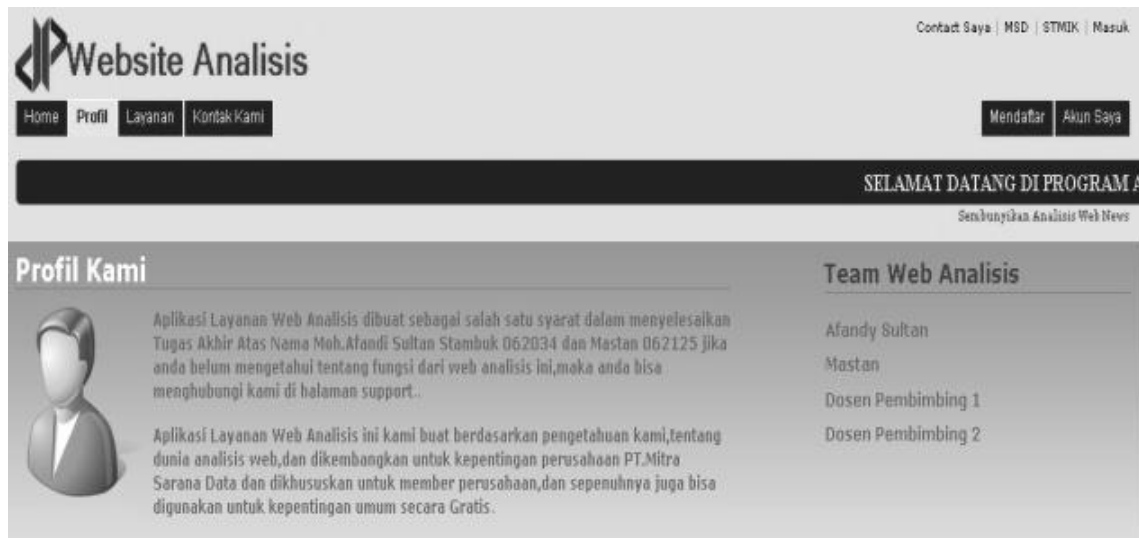 Contact Saya | MSD | STMIK | Masuk
Website Analisis
Home Profil Layanan Kontak Kami
Mendaftar Akun Saya
SELAMAT DATANG DI PROGRAM A
Sembunyikan Analisis Web News
Profil Kami
Aplikasi Layanan Web Analisis dibuat sebagai salah satu syarat dalam menyelesaikan
Tugas Akhir Atas Nama Moh.Afandi Sultan Stambuk 062034 dan Mastan 062125 jika
anda belum mengetahui tentang fungsi dari web analisis ini,maka anda bisa
menghubungi kami di halaman support..
Aplikasi Layanan Web Analisis ini kami buat berdasarkan pengetahuan kami,tentang
dunia analisis web,dan dikembangkan untuk kepentingan perusahaan PT.Mitra
Sarana Data dan dikhususkan untuk member perusahaan,dan sepenuhnya juga bisa
digunakan untuk kepentingan umum secara Gratis.
Team Web Analisis
Afandy Sultan
Mastan
Dosen Pembimbing 1
Dosen Pembimbing 2